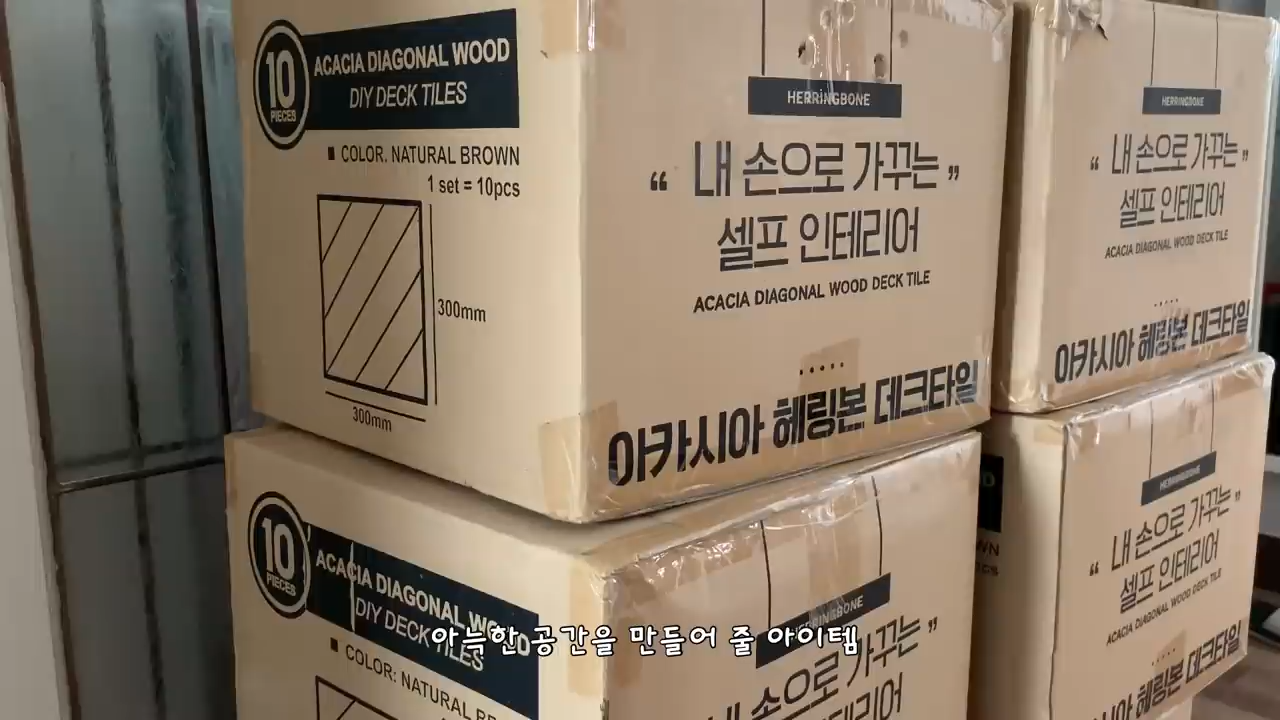 10
PIECES
ACACIA DIAGONAL WOOD
DIY DECK TILES
■ COLOR. NATURAL BROWN
1 set = 10pcs
300mm
300mm
HERRINGBONE
“ 내 손으로 가꾸는 ”
셀프 인테리어
ACACIA DIAGONAL WOOD DECK TILE
아카시아 헤링본 데크타일
HERRINGBONE
“ 내 손으로 가꾸는 ”
셀프 인테리어
ACACIA DIAGONAL WOOD DECK TILE
아카시아 헤링본 데크타일
10
PIECES
ACACIA DIAGONAL WOOD
DIY DECK TILES
■ COLOR: NATURAL
HERRINGBONE
내 손으로 가꾸는 ”
인테리어
HERRINGBONE
“ 내 손으로 가꾸는 ”
셀프 인테리어
ACACIA DIAGONAL WOOD DECK TILE
헤링본 데크타일
아늑한 공간을 만들어 줄 아이템